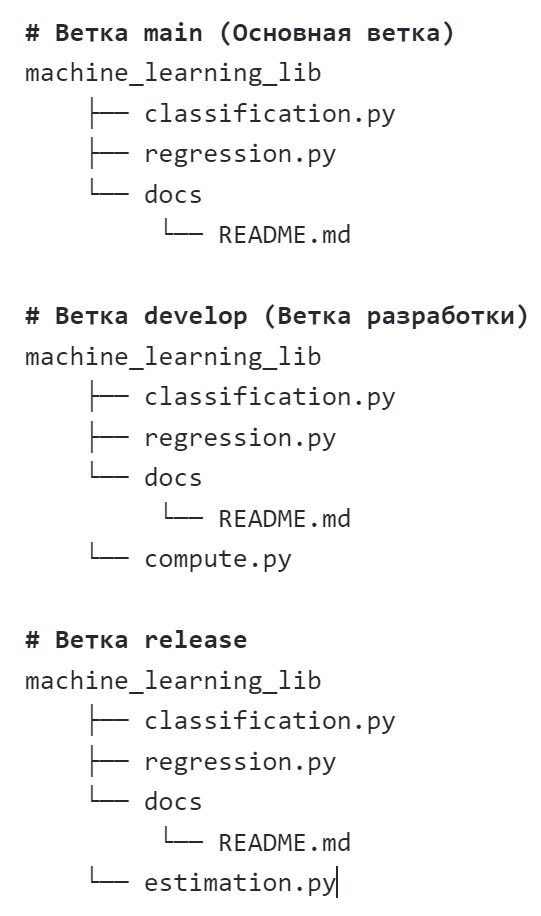 # Ветка main (Основная ветка)
machine_learning_lib
    ├── classification.py
    ├── regression.py
    └── docs
         └── README.md

# Ветка develop (Ветка разработки)
machine_learning_lib
    ├── classification.py
    ├── regression.py
    └── docs
         └── README.md
    └── compute.py

# Ветка release
machine_learning_lib
    ├── classification.py
    ├── regression.py
    └── docs
         └── README.md
    └── estimation.py